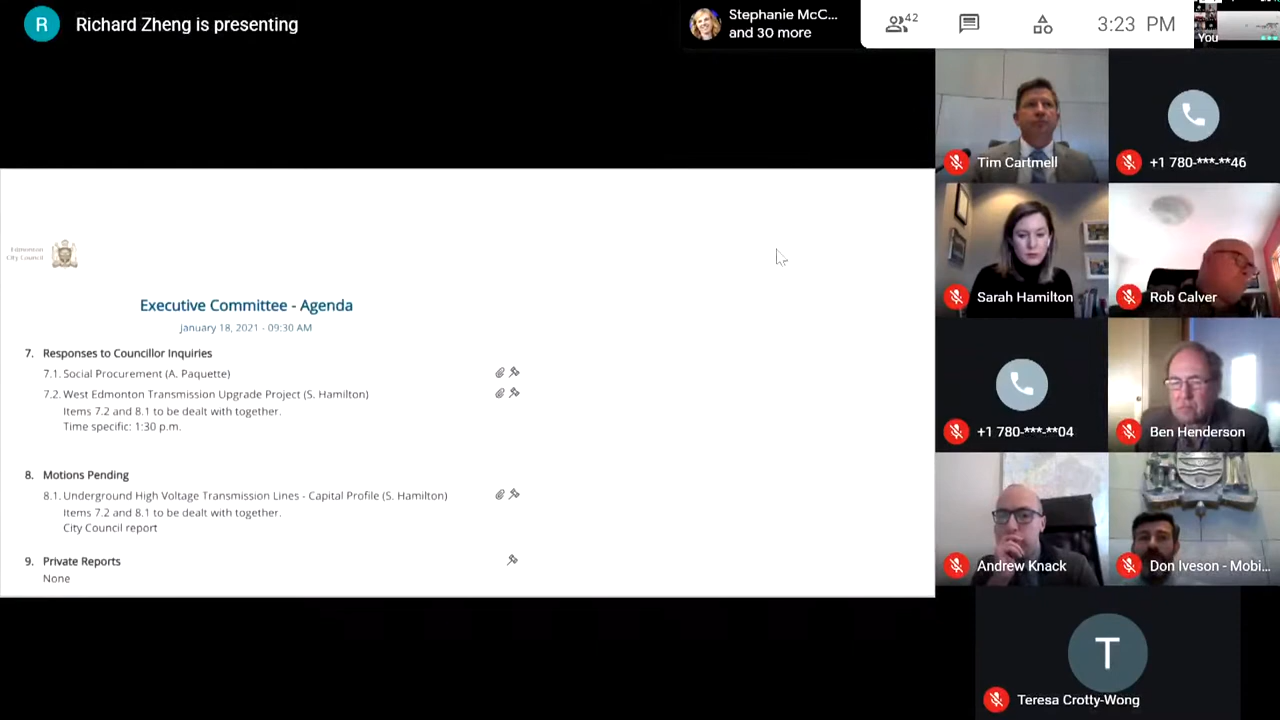 R
Richard Zheng is presenting
Stephanie McC...
and 30 more
42
3:23 PM
You
Tim Cartmell
+1 780-***-**46
Sarah Hamilton
Rob Calver
+1 780-***-**04
Ben Henderson
Andrew Knack
Don Iveson - Mobi...
T
Teresa Crotty-Wong
Edmonton
City Council
Executive Committee - Agenda
January 18, 2021 - 09:30 AM
7. Responses to Councillor Inquiries
7.1. Social Procurement (A. Paquette)
7.2. West Edmonton Transmission Upgrade Project (S. Hamilton)
Items 7.2 and 8.1 to be dealt with together.
Time specific: 1:30 p.m.
8. Motions Pending
8.1. Underground High Voltage Transmission Lines - Capital Profile (S. Hamilton)
Items 7.2 and 8.1 to be dealt with together.
City Council report
9. Private Reports
None